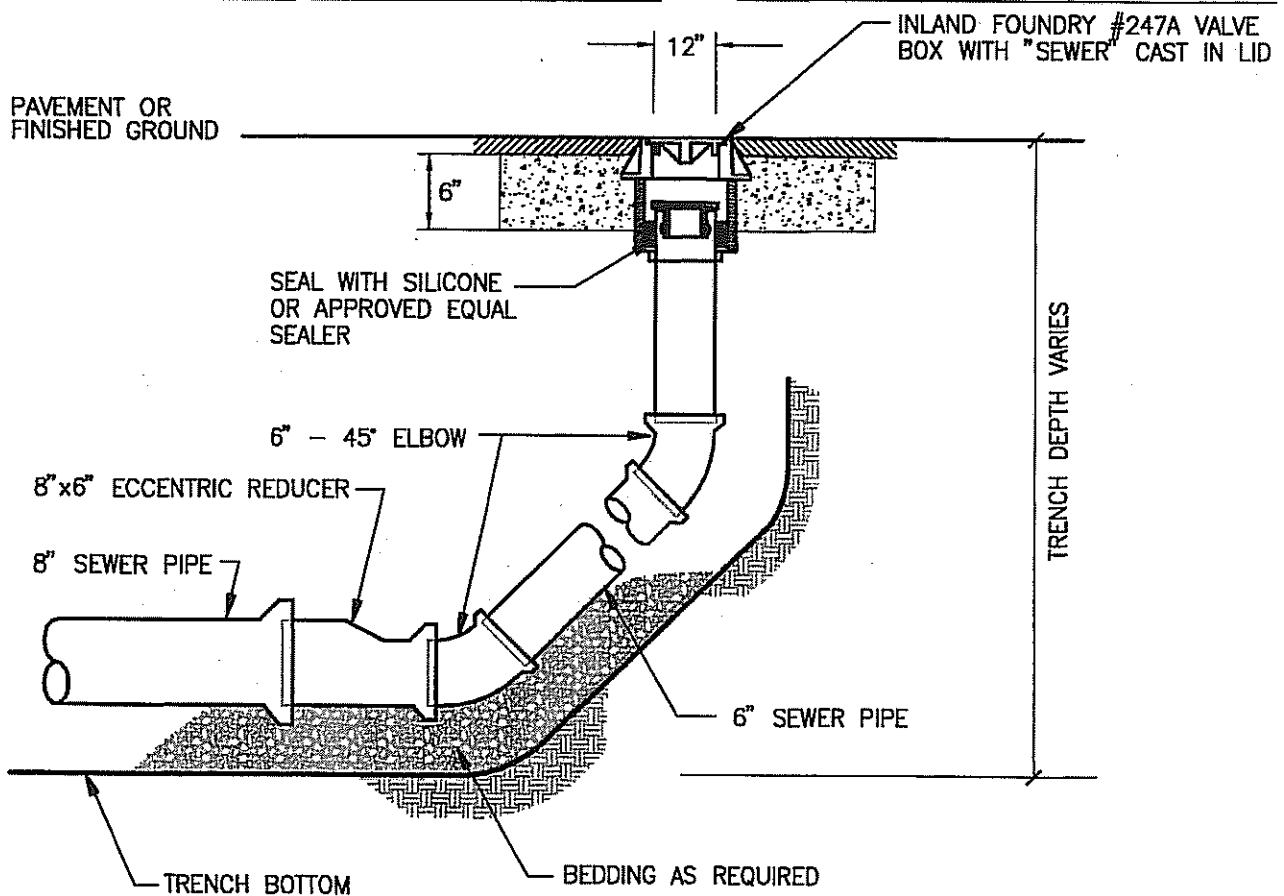 INLAND FOUNDRY #247A VALVE
BOX WITH "SEWER" CAST IN LID
12"
PAVEMENT OR
FINISHED GROUND
6"
SEAL WITH SILICONE
OR APPROVED EQUAL
SEALER
TRENCH DEPTH VARIES
6" - 45° ELBOW
8"x6" ECCENTRIC REDUCER
8" SEWER PIPE
6" SEWER PIPE
BEDDING AS REQUIRED
TRENCH BOTTOM